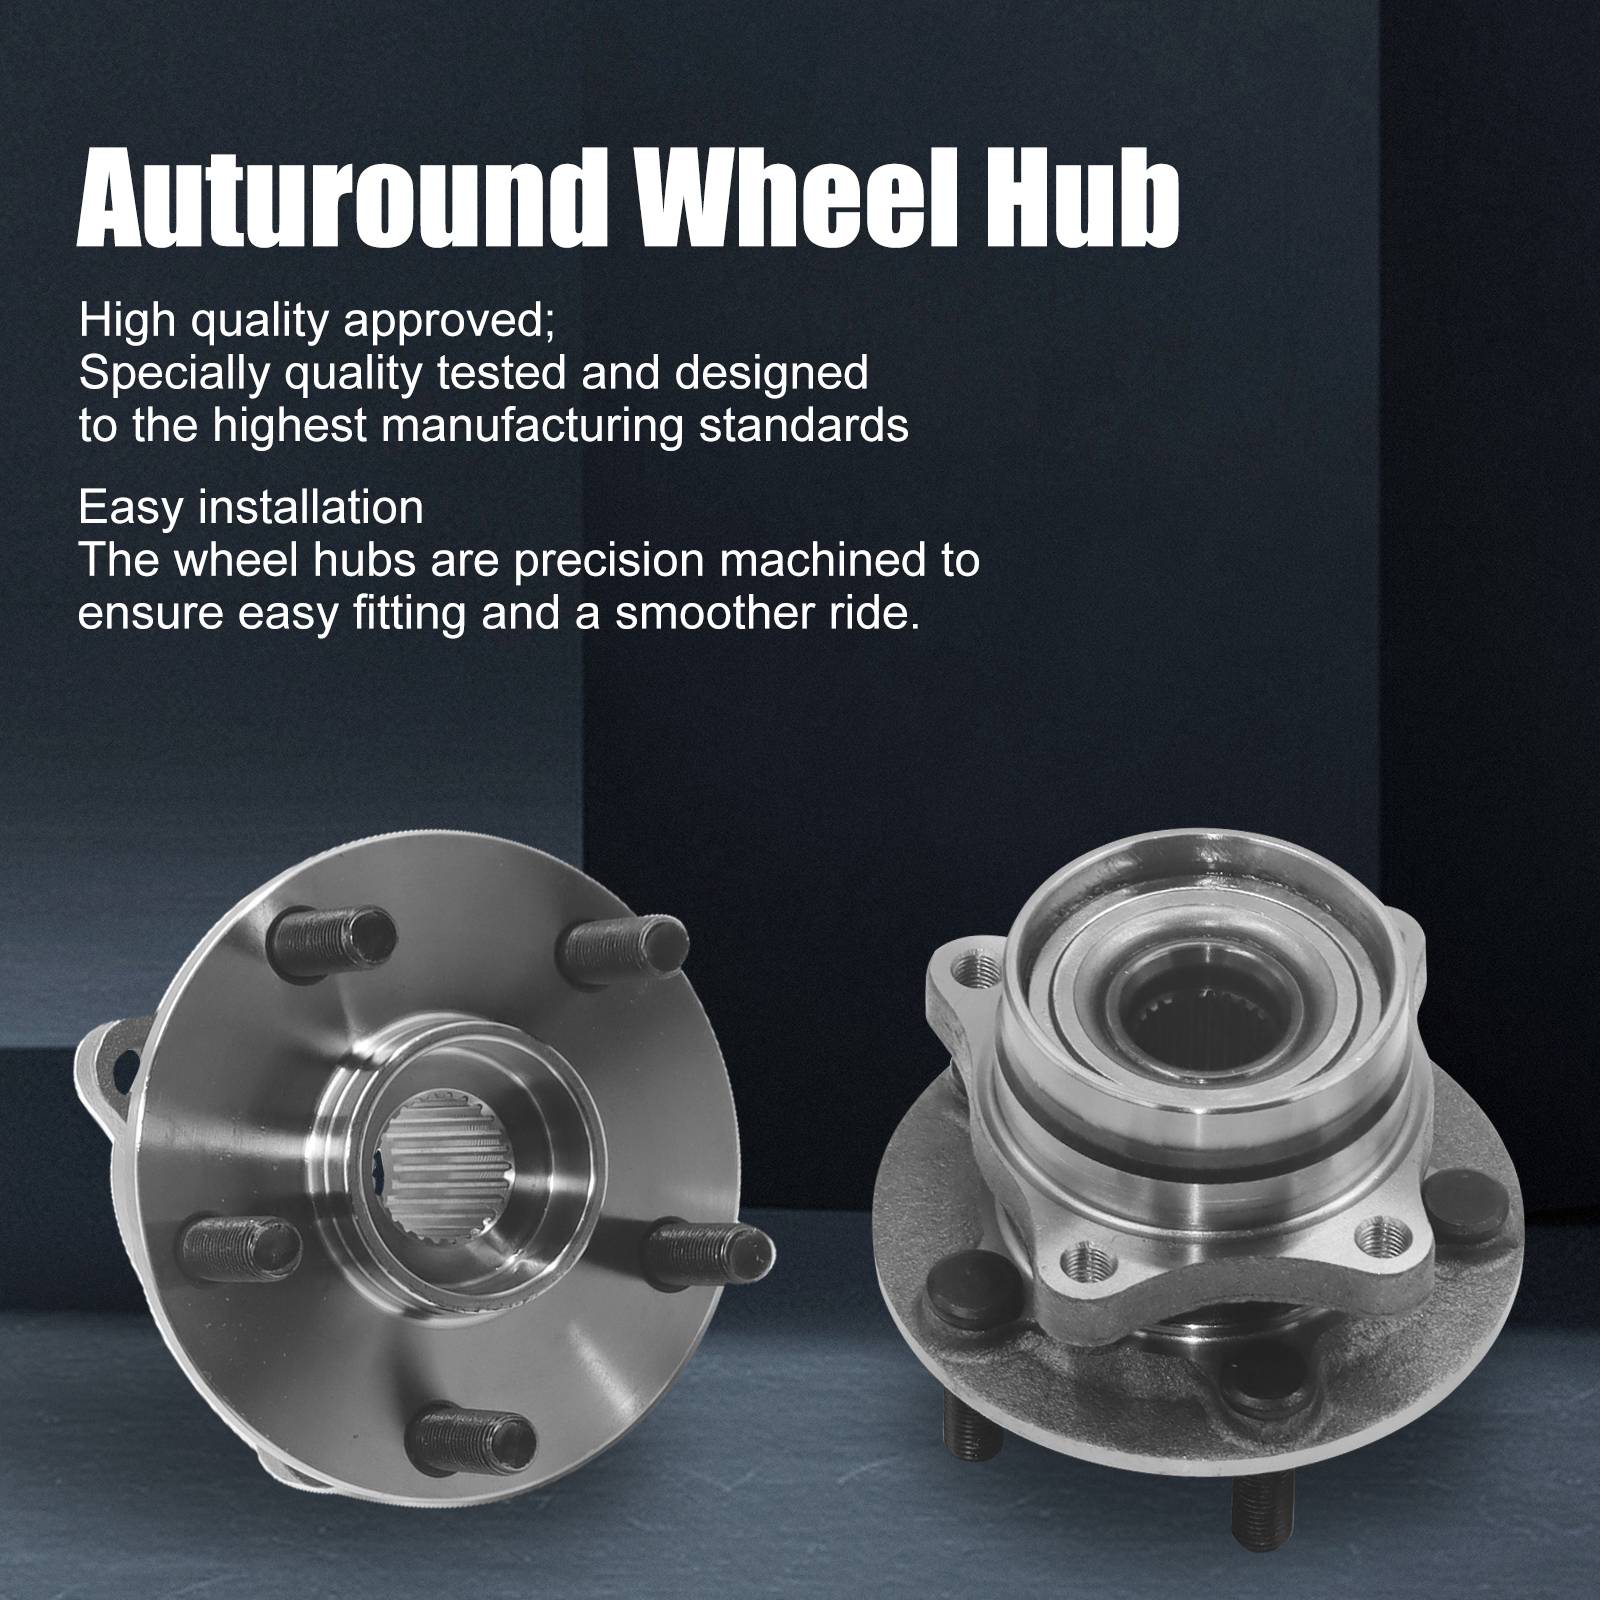 Auturound Wheel Hub
High quality approved;
Specially quality tested and designed
to the highest manufacturing standards
Easy installation
The wheel hubs are precision machined to
ensure easy fitting and a smoother ride.